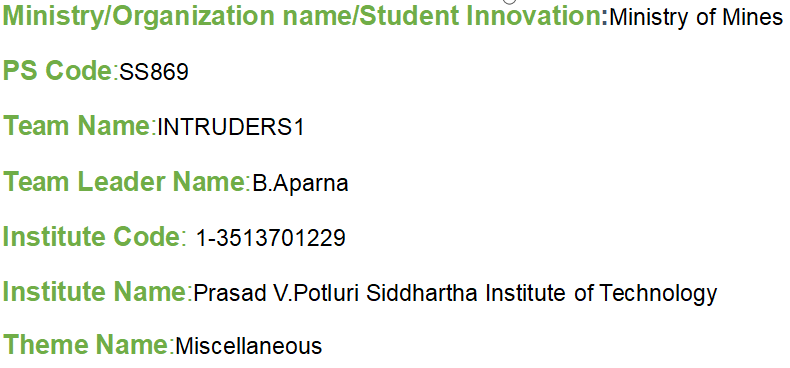 Ministry/Organization name/Student Innovation:Ministry of Mines
PS Code:SS869
Team Name:INTRUDERS1
Team Leader Name:B.Aparna
Institute Code: 1-3513701229
Institute Name:Prasad V.Potluri Siddhartha Institute of Technology
Theme Name:Miscellaneous